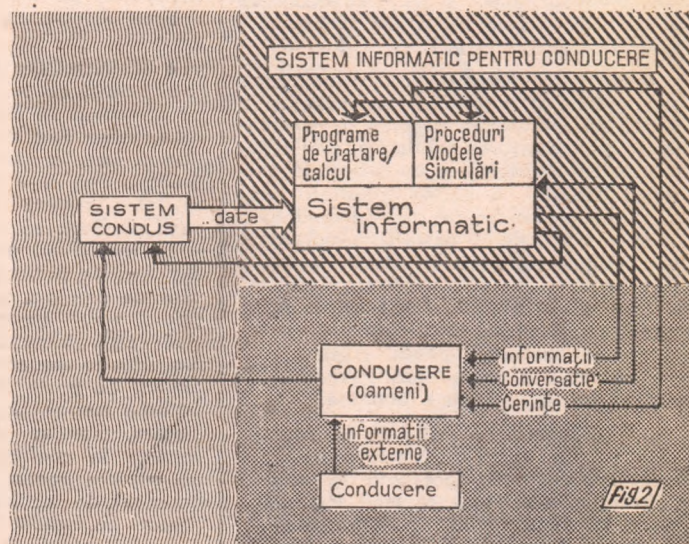 SISTEM INFORMATIC PENTRU CONDUCERE
Programe
de tratare/
calcul
Proceduri
Modele
Simulări
SISTEM
CONDUS
date
Sistem
informatic
CONDUCERE
(oameni)
Informații
Conversație
Cerințe
Informații
externe
Conducere
Fig.2